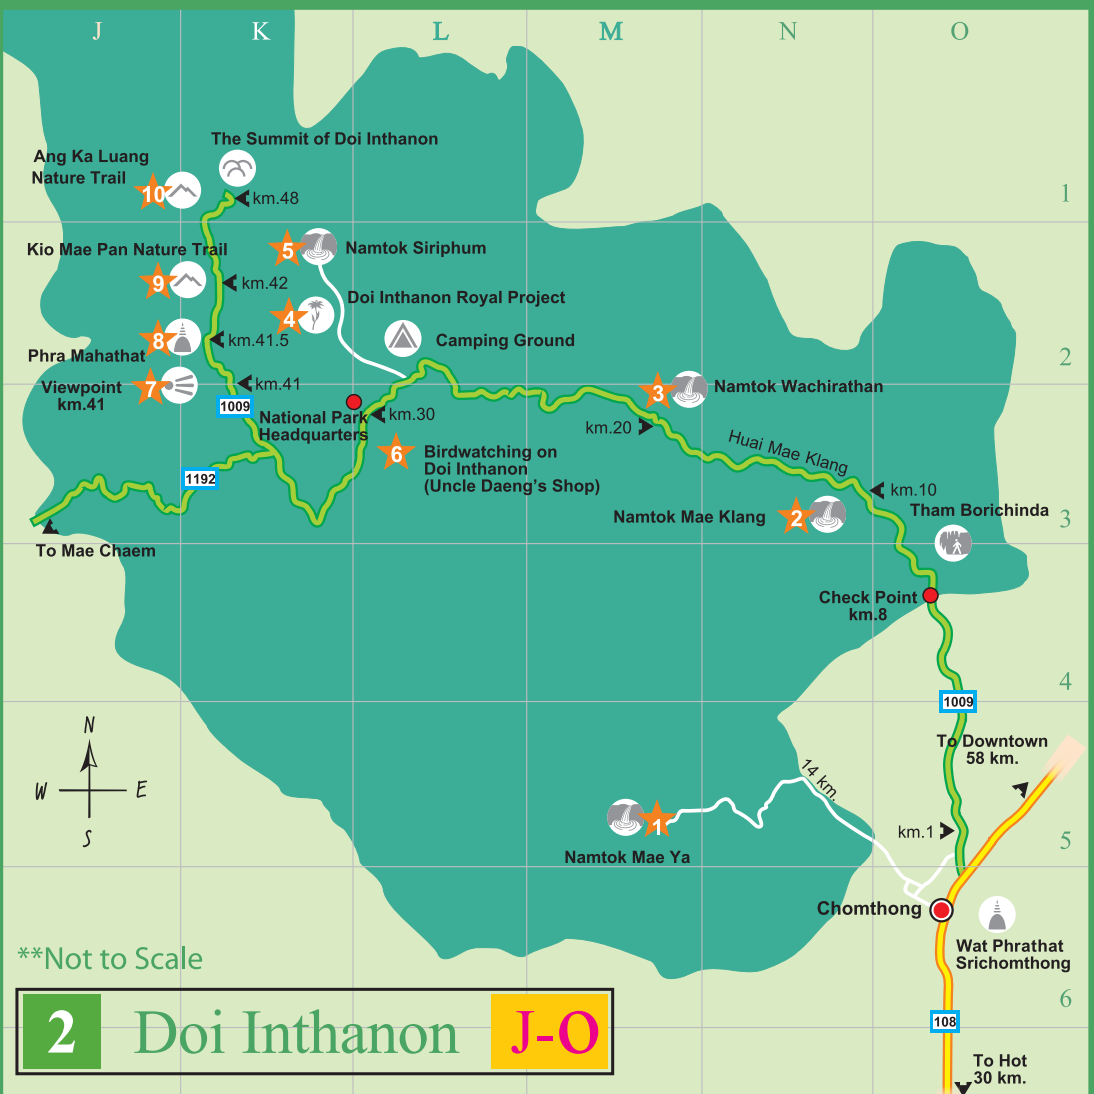 J K L M N O
The Summit of Doi Inthanon
Ang Ka Luang
Nature Trail
10
km.48
1
Kio Mae Pan Nature Trail
5
Namtok Siriphum
9
km.42
Doi Inthanon Royal Project
4
8
km.41.5
Camping Ground
Phra Mahathat
2
Viewpoint
km.41
7
km.41
3
Namtok Wachirathan
1009
National Park
Headquarters
km.30
km.20
Huai Mae Klang
6
Birdwatching on
Doi Inthanon
(Uncle Daeng's Shop)
1192
km.10
Namtok Mae Klang
2
Tham Borichinda
3
To Mae Chaem
Check Point
km.8
4
1009
N
W E
S
To Downtown
58 km.
14 km.
1
km.1
5
Namtok Mae Ya
Chomthong
Wat Phrathat
Srichomthong
**Not to Scale
6
2 Doi Inthanon J-O
108
To Hot
30 km.